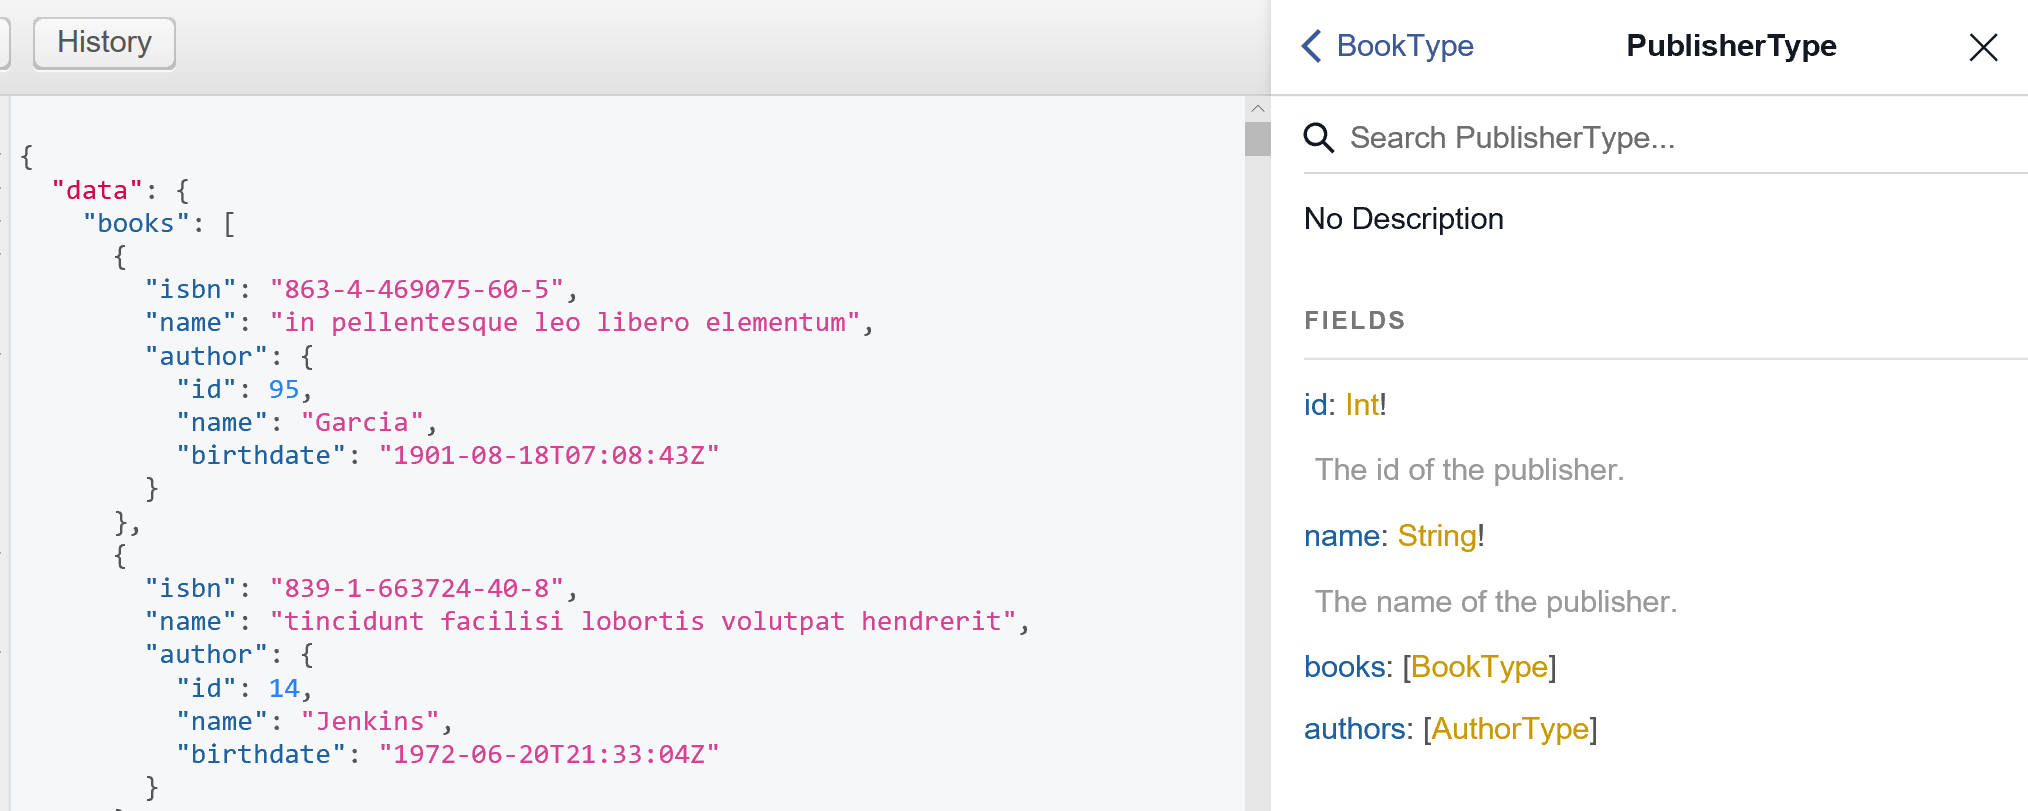 History
{
"data": {
"books": [
{
"isbn": "863-4-469075-60-5",
"name": "in pellentesque leo libero elementum",
"author": {
"id": 95,
"name": "Garcia",
"birthdate": "1901-08-18T07:08:43Z"
}
},
{
"isbn": "839-1-663724-40-8",
"name": "tincidunt facilisi lobortis volutpat hendrerit",
"author": {
"id": 14,
"name": "Jenkins",
"birthdate": "1972-06-20T21:33:04Z"
}
BookType
PublisherType
Search PublisherType...
No Description
FIELDS
id: Int!
The id of the publisher.
name: String!
The name of the publisher.
books: [BookType]
authors: [AuthorType]